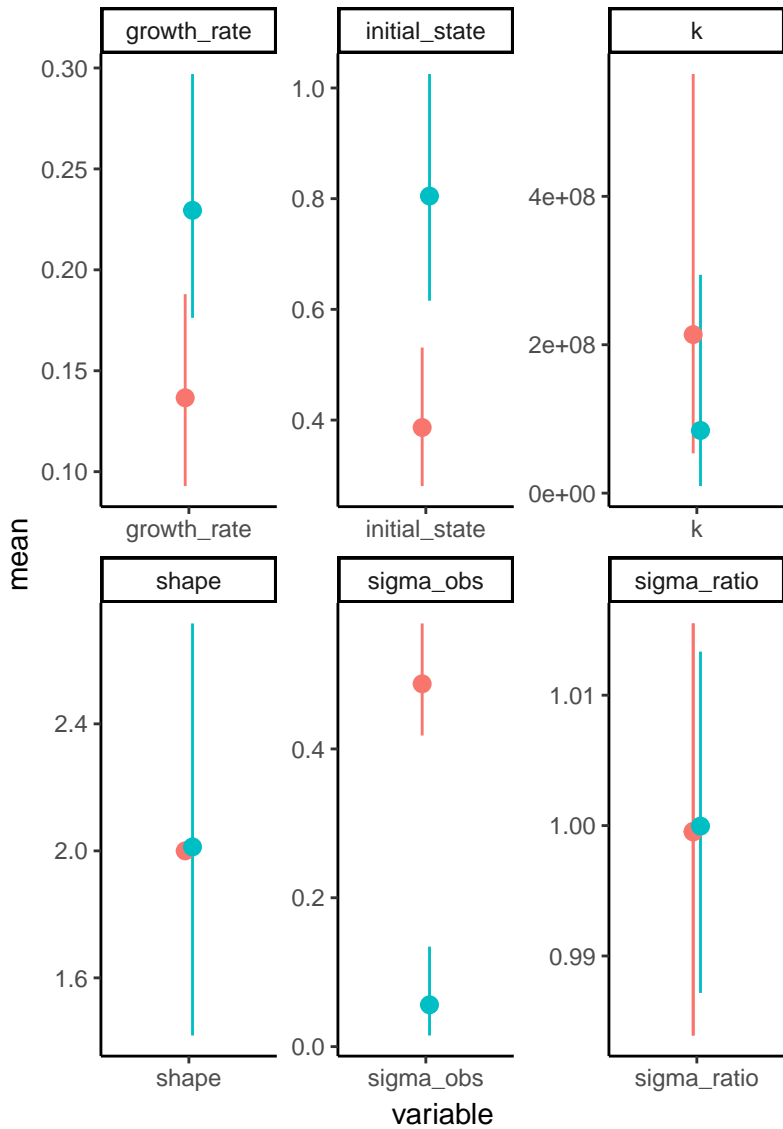 growth_rate
initial_state
k
0.30
0.25
0.20
0.15
0.10
1.0
0.8
0.6
0.4
4e+08
2e+08
0e+00
growth_rate
initial_state
k
mean
shape
sigma_obs
sigma_ratio
2.4
2.0
1.6
0.4
0.2
0.0
1.01
1.00
0.99
shape
sigma_obs
sigma_ratio
variable